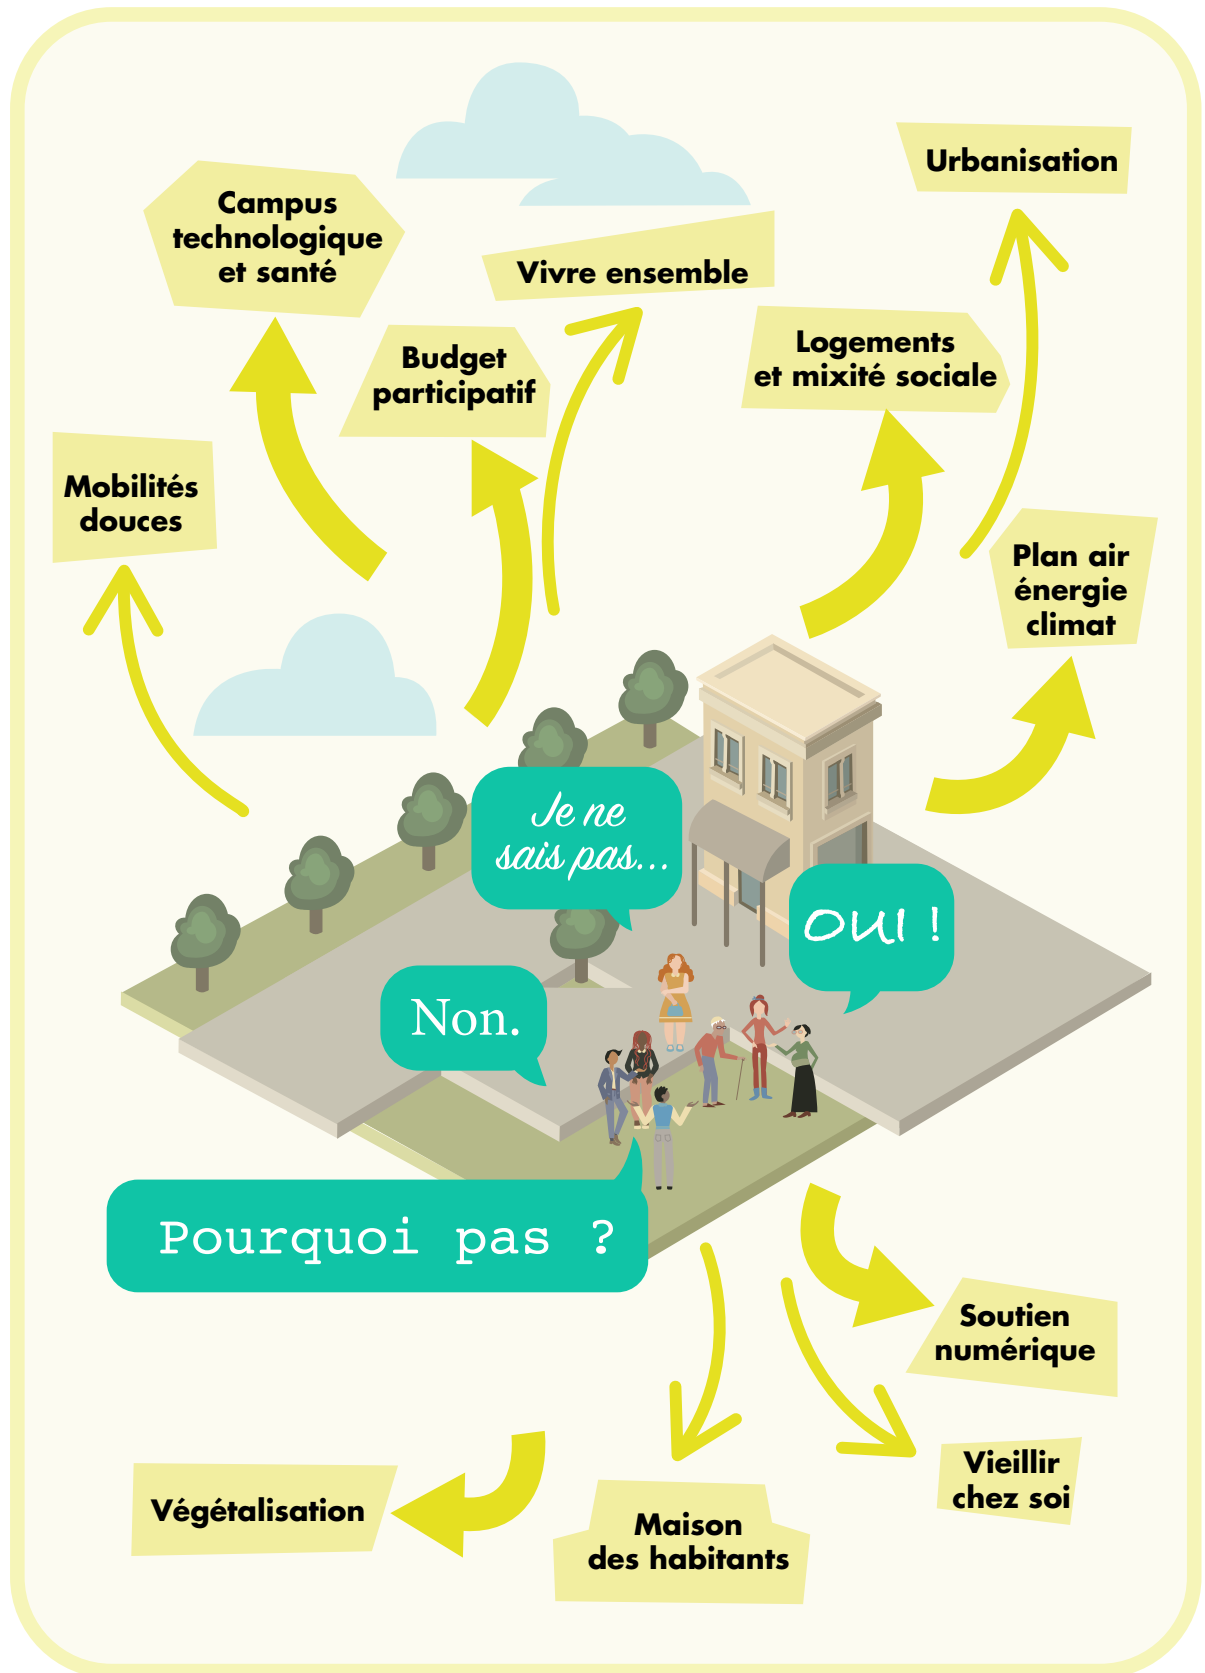 Urbanisation
Campus
technologique
et santé
Vivre ensemble
Logements
et mixité sociale
Budget
participatif
Mobilités
douces
Plan air
énergie
climat
Je ne
sais pas...
OUI !
Non.
Pourquoi pas ?
Soutien
numérique
Vieillir
chez soi
Végétalisation
Maison
des habitants